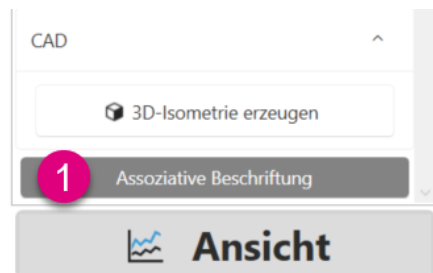 CAD
3D-Isometrie erzeugen
1 Assoziative Beschriftung
Ansicht